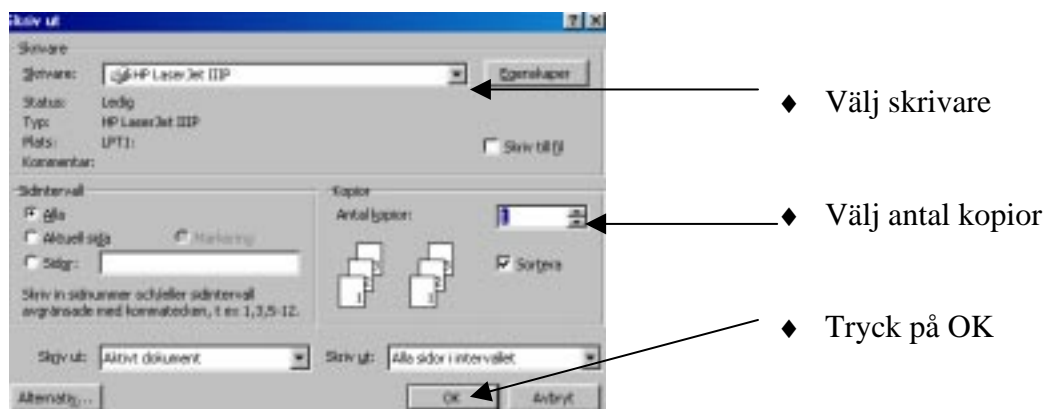 Skriv ut
Skrivare
Skrivare: HP LaserJet IIIP Egenskaper
Status: Ledig
Typ: HP LaserJet IIIP
Plats: LPT1:
Kommentar:
Skriv till fil
♦ Välj skrivare
Sidintervall
Alla
Aktuell sida Markering
Sidor:
Skriv in sidnummer och/eller sidintervall
avgränsade med kommatecken, t ex 1,3,5-12.
Kopior
Antal kopior: 1
Sortera
♦ Välj antal kopior
Skriv ut: Aktivt dokument Skriv ut: Alla sidor i intervallet
Alternativ... OK Avbryt
♦ Tryck på OK